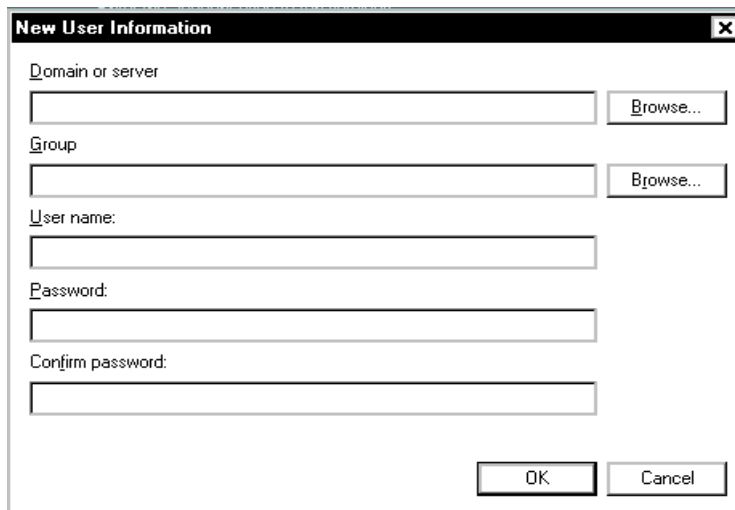 New User Information
Domain or server
Browse...
Group
Browse...
User name:
Password:
Confirm password:
OK Cancel